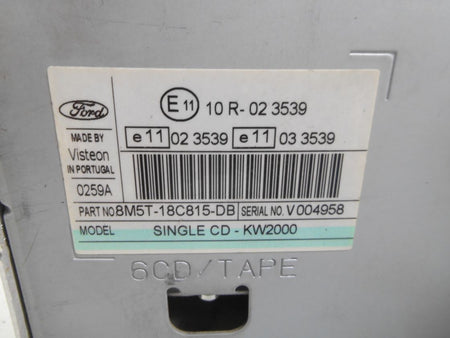 Ford
E 11 10 R- 02 3539
MADE BY
Visteon
IN PORTUGAL
e 11 02 3539 e 11 03 3539
0259A
PART NO. 8M5T-18C815-DB SERIAL NO. V 004958
MODEL SINGLE CD - KW2000
6CD/TAPE